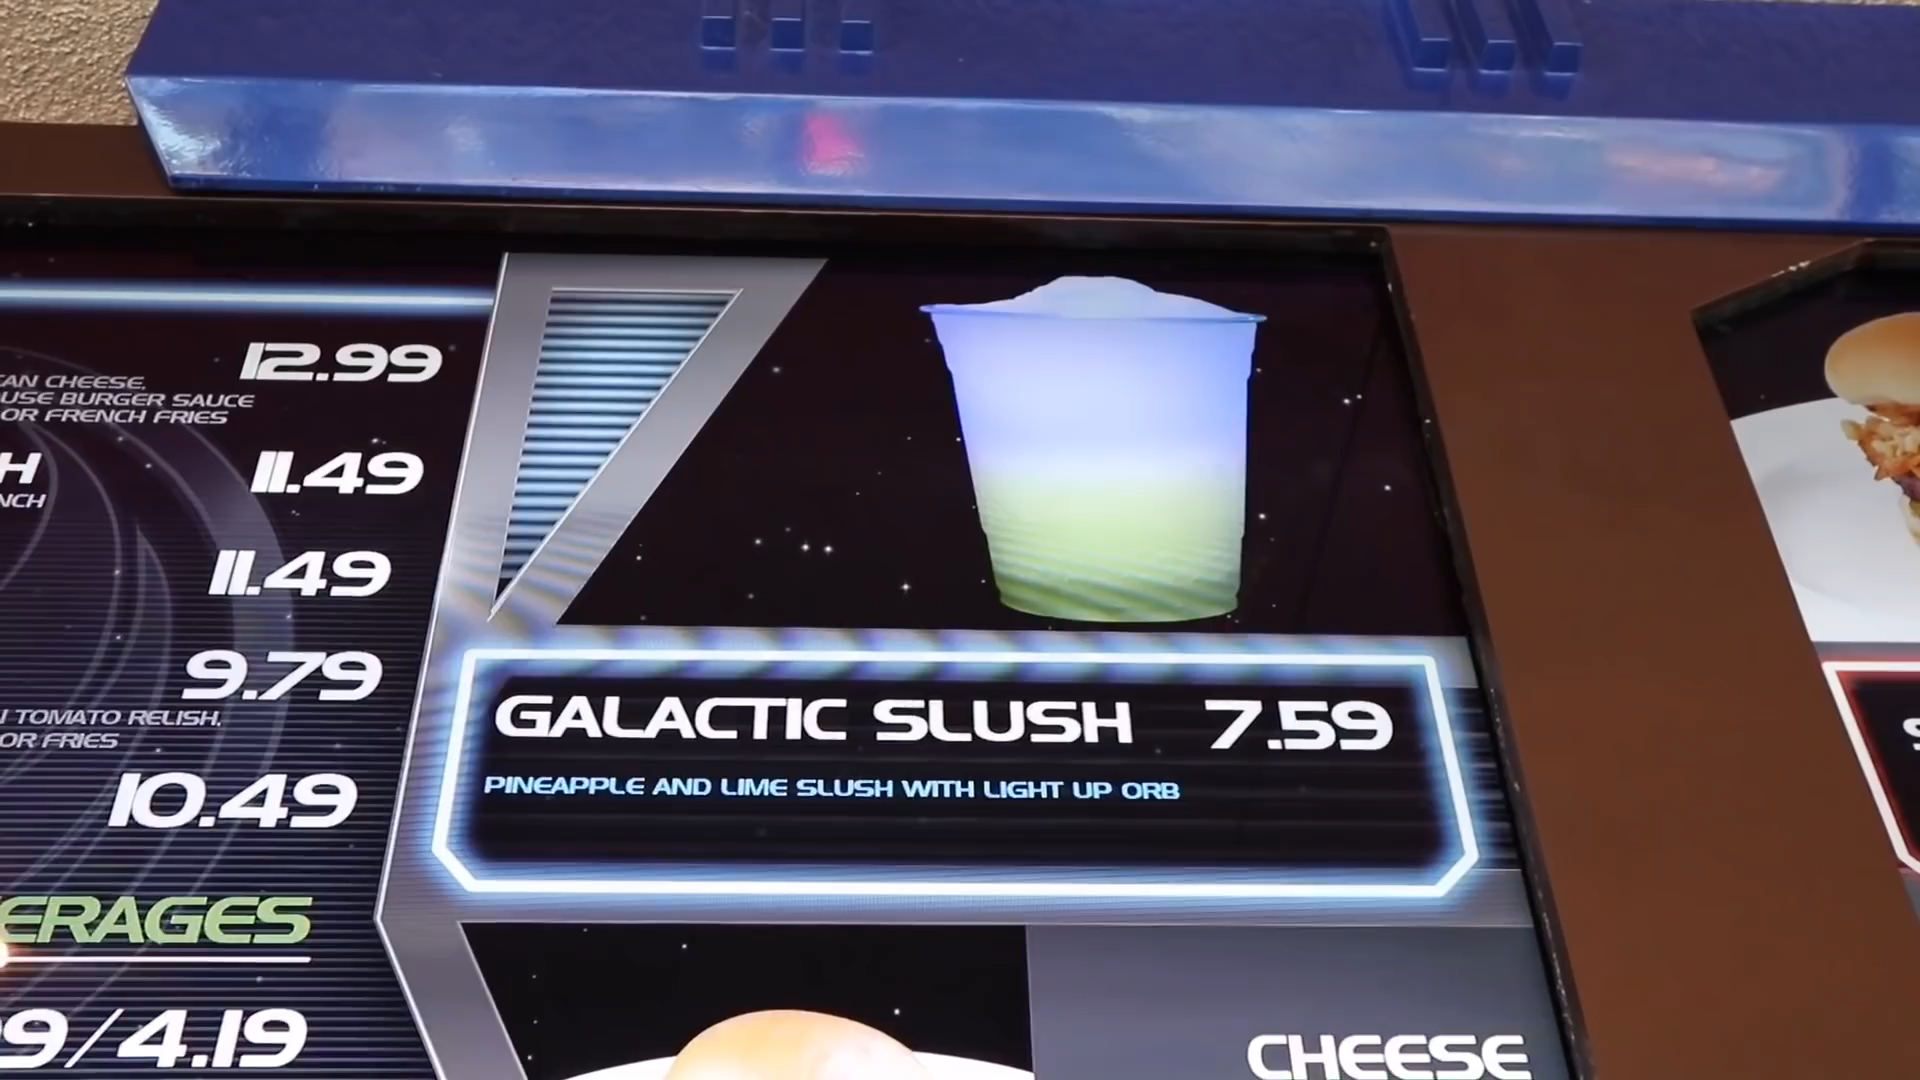 12.99
CAN CHEESE,
USE BURGER SAUCE
OR FRENCH FRIES
11.49
11.49
9.79
TOMATO RELISH,
OR FRIES
10.49
ERAGES
9/4.19
GALACTIC SLUSH 7.59
PINEAPPLE AND LIME SLUSH WITH LIGHT UP ORB
CHEESE